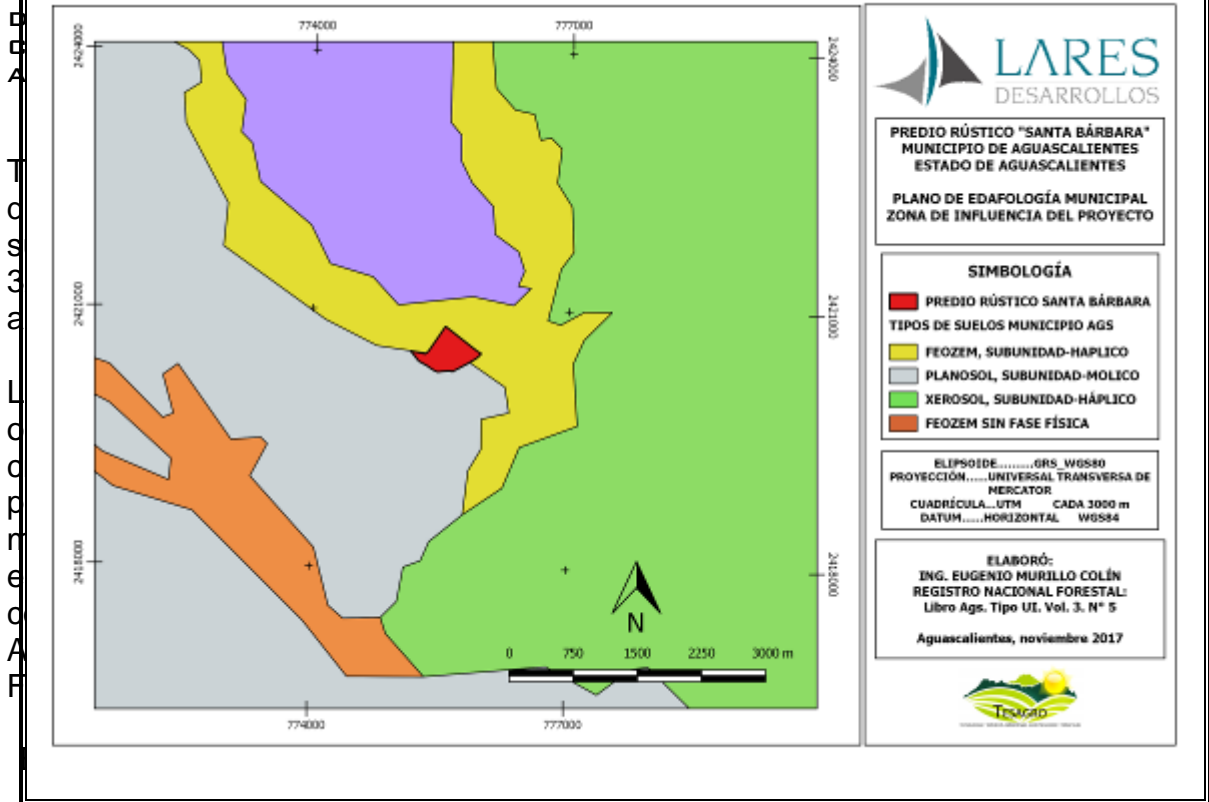 774000
777000
2424000
2424000
2421000
2421000
2418000
2418000
774000
777000
N
0 750 1500 2250 3000 m
LARES
DESARROLLOS
PREDIO RÚSTICO "SANTA BÁRBARA"
MUNICIPIO DE AGUASCALIENTES
ESTADO DE AGUASCALIENTES
PLANO DE EDAFOLOGÍA MUNICIPAL
ZONA DE INFLUENCIA DEL PROYECTO
SIMBOLOGÍA
PREDIO RÚSTICO SANTA BÁRBARA
TIPOS DE SUELOS MUNICIPIO AGS
FEOZEM, SUBUNIDAD-HAPLICO
PLANOSOL, SUBUNIDAD-MOLICO
XEROSOL, SUBUNIDAD-HÁPLICO
FEOZEM SIN FASE FÍSICA
ELIPSOIDE.........GRS_WGS80
PROYECCIÓN.....UNIVERSAL TRANSVERSA DE
MERCATOR
CUADRÍCULA...UTM CADA 3000 m
DATUM.....HORIZONTAL WGS84
ELABORÓ:
ING. EUGENIO MURILLO COLÍN
REGISTRO NACIONAL FORESTAL:
Libro Ags. Tipo UI. Vol. 3. N° 5
Aguascalientes, noviembre 2017
TESAGRO